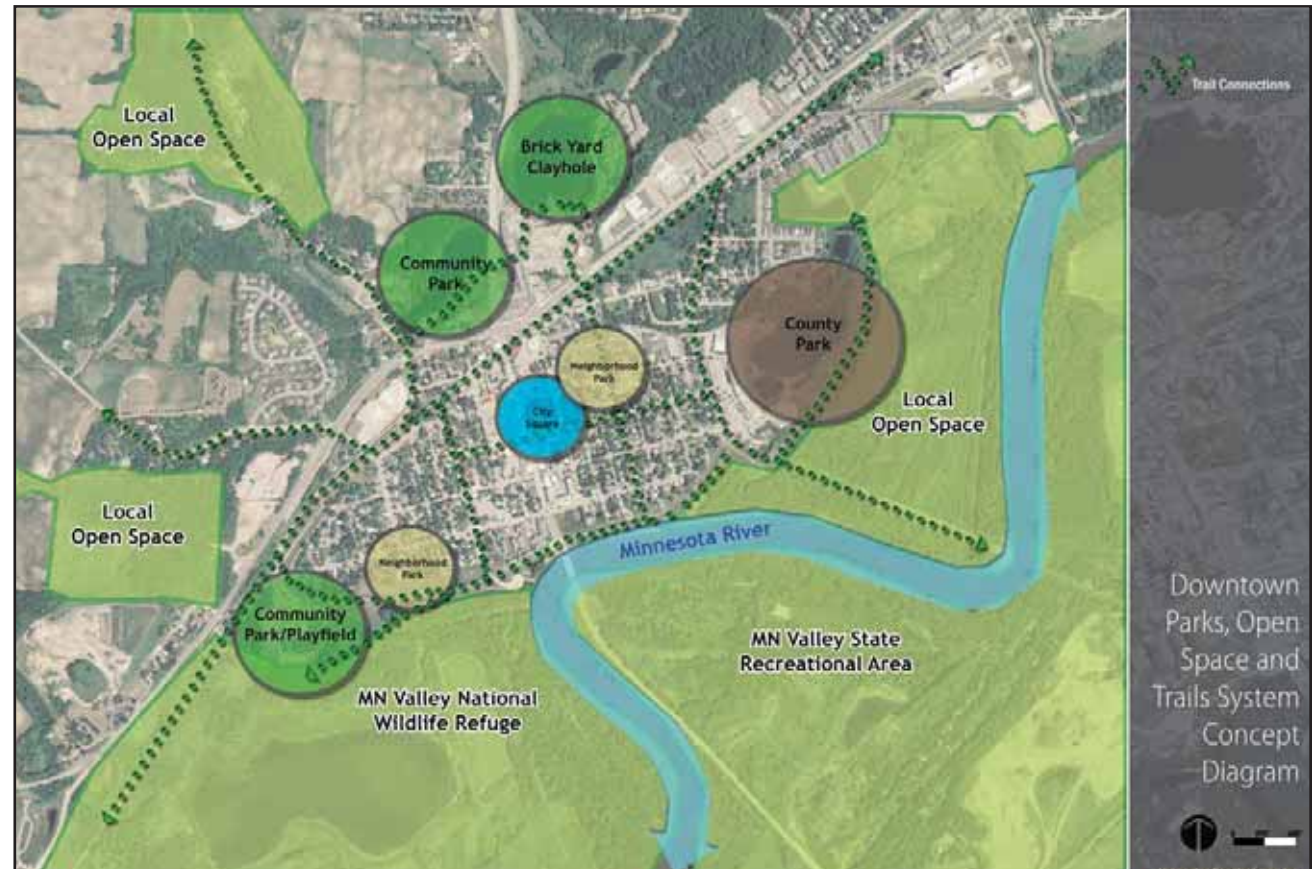 Local
Open Space
Brick Yard
Clayhole
Community
Park
County
Park
Neighborhood
Park
City
Square
Local
Open Space
Local
Open Space
Minnesota River
Neighborhood
Park
Community
Park/Playfield
MN Valley State
Recreational Area
MN Valley National
Wildlife Refuge
Trail Connections
Downtown
Parks, Open
Space and
Trails System
Concept
Diagram